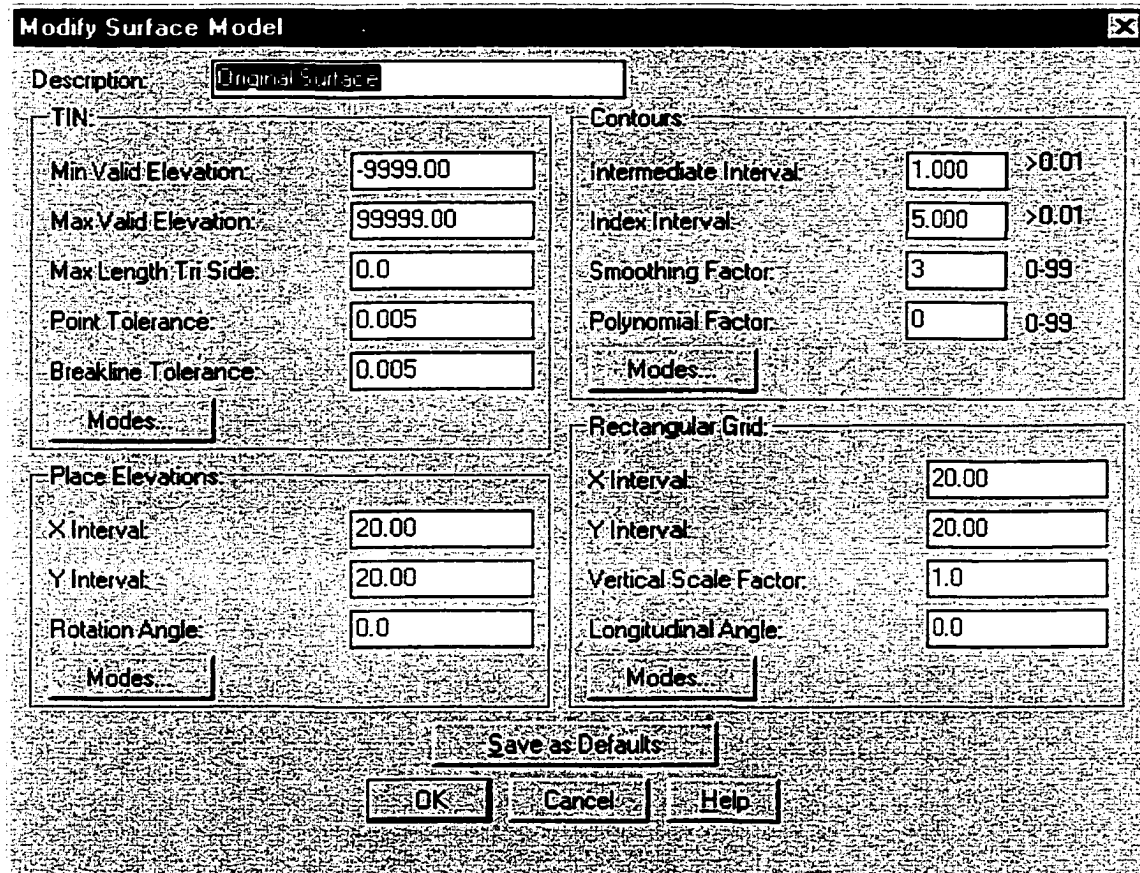 Modify Surface Model
Description: Original Surface
TIN:
Min Valid Elevation: -9999.00
Max Valid Elevation: 99999.00
Max Length Tri Side: 0.0
Point Tolerance: 0.005
Breakline Tolerance: 0.005
Modes...
Contours:
Intermediate Interval: 1.000 >0.01
Index Interval: 5.000 >0.01
Smoothing Factor: 3 0-99
Polynomial Factor: 0 0-99
Modes...
Place Elevations:
X Interval: 20.00
Y Interval: 20.00
Rotation Angle: 0.0
Modes...
Rectangular Grid:
X Interval: 20.00
Y Interval: 20.00
Vertical Scale Factor: 1.0
Longitudinal Angle: 0.0
Modes...
Save as Defaults
OK Cancel Help